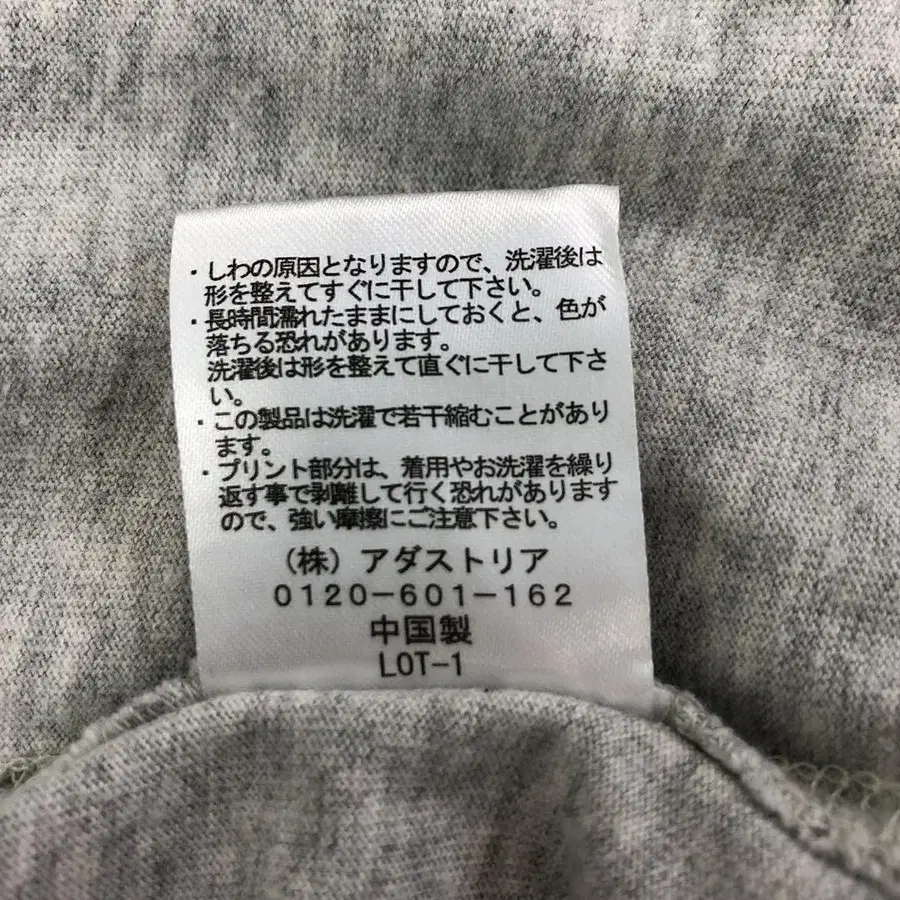 ・しわの原因となりますので、洗濯後は
形を整えてすぐに干して下さい。
・長時間濡れたままにしておくと、色が
落ちる恐れがあります。
洗濯後は形を整えて直ぐに干して下さ
い。
・この製品は洗濯で若干縮むことがあり
ます。
・プリント部分は、着用やお洗濯を繰り
返す事で剥離して行く恐れがあります
ので、強い摩擦にご注意下さい。
（株）アダストリア
0120-601-162
中国製
LOT-1